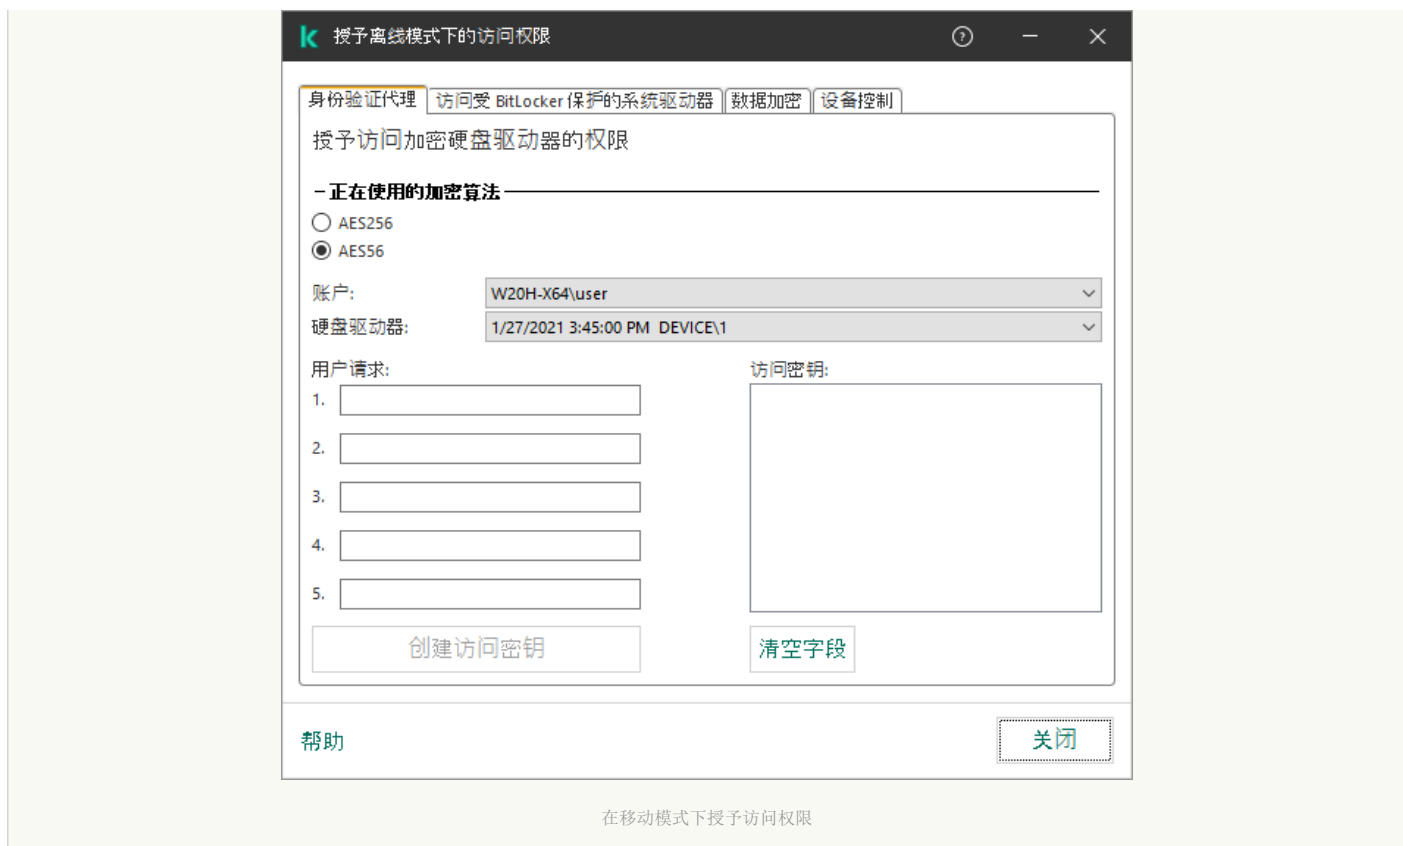 授予离线模式下的访问权限
身份验证代理 访问受 BitLocker 保护的系统驱动器 数据加密 设备控制
授予访问加密硬盘驱动器的权限
正在使用的加密算法
AES256
AES56
账户: W20H-X64\user
硬盘驱动器: 1/27/2021 3:45:00 PM DEVICE\1
用户请求: 访问密钥:
1.
2.
3.
4.
5.
创建访问密钥 清空字段
帮助 关闭
在移动模式下授予访问权限